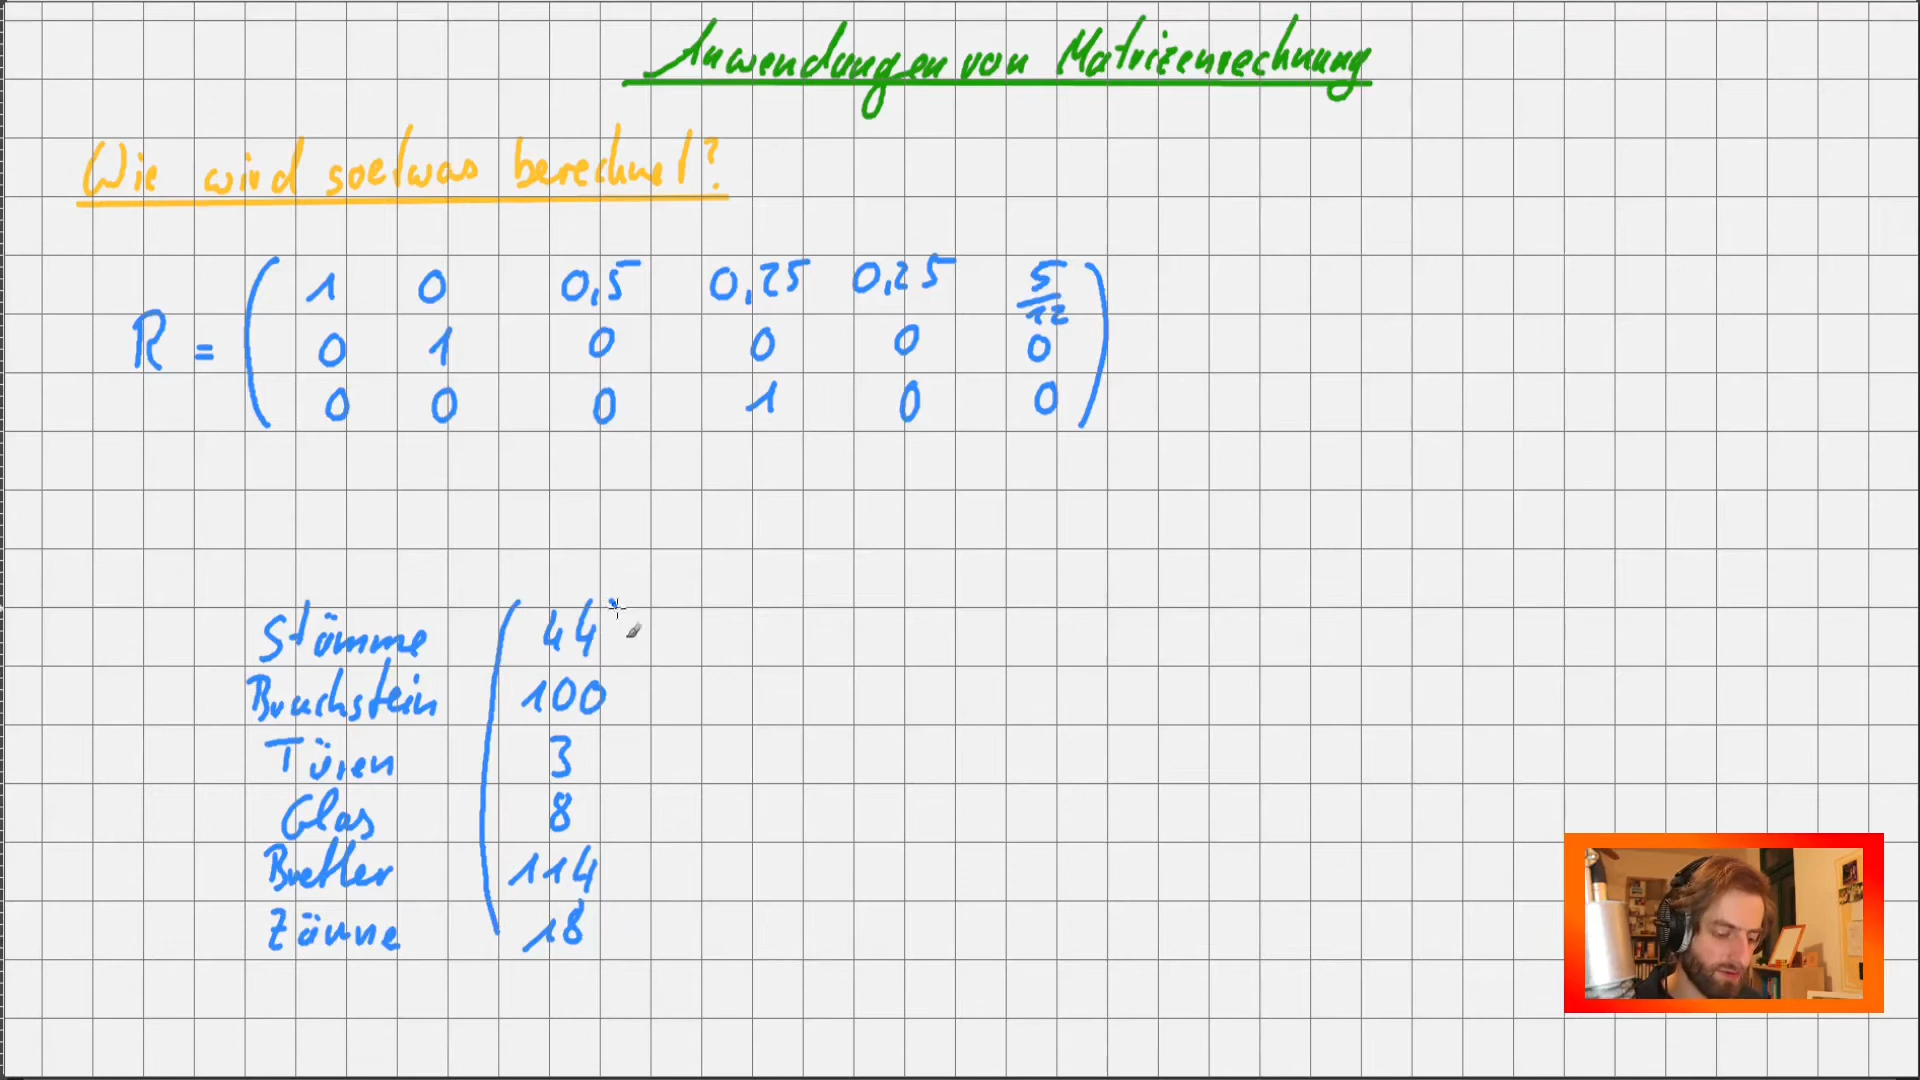 Anwendungen von Matrizenrechnung
Wie wird soetwas berechnet?
R = ( 1 0 0,5 0,25 0,25 5/12
0 1 0 0 0 0
0 0 0 1 0 0 )
Stämme ( 44
Bruchstein 100
Türen 3
Glas 8
Bretter 114
Zäune 18